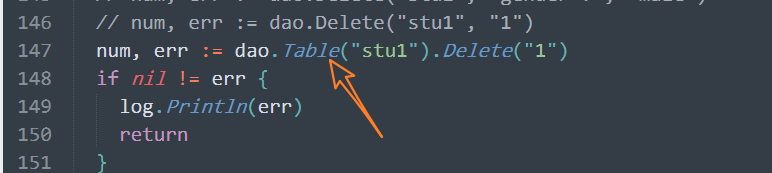 146 // num, err := dao.Delete("stu1", "1")
147 num, err := dao.Table("stu1").Delete("1")
148 if nil != err {
149 log.Println(err)
150 return
151 }